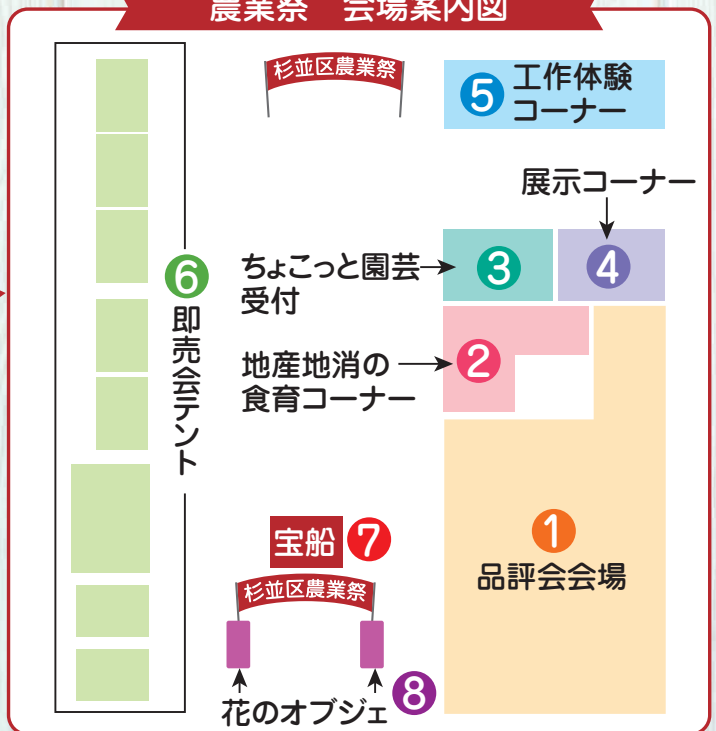 農業祭 会場案内図
杉並区農業祭
5 工作体験
コーナー
展示コーナー
ちょこっと園芸
受付
3
4
6 即売会テント
地産地消の
食育コーナー
2
宝船 7
1
品評会会場
杉並区農業祭
8
花のオブジェ